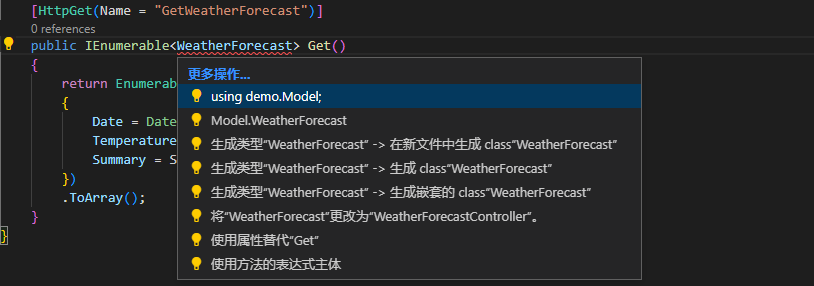 [HttpGet(Name = "GetWeatherForecast")]
0 references
public IEnumerable<WeatherForecast> Get()
{
更多操作...
return Enumerab
using demo.Model;
{
Date = Date
Model.WeatherForecast
Temperature
生成类型“WeatherForecast” -> 在新文件中生成 class“WeatherForecast”
Summary = S
生成类型“WeatherForecast” -> 生成 class“WeatherForecast”
})
生成类型“WeatherForecast” -> 生成嵌套的 class“WeatherForecast”
.ToArray();
将“WeatherForecast”更改为“WeatherForecastController”。
}
使用属性替代“Get”
}
使用方法的表达式主体